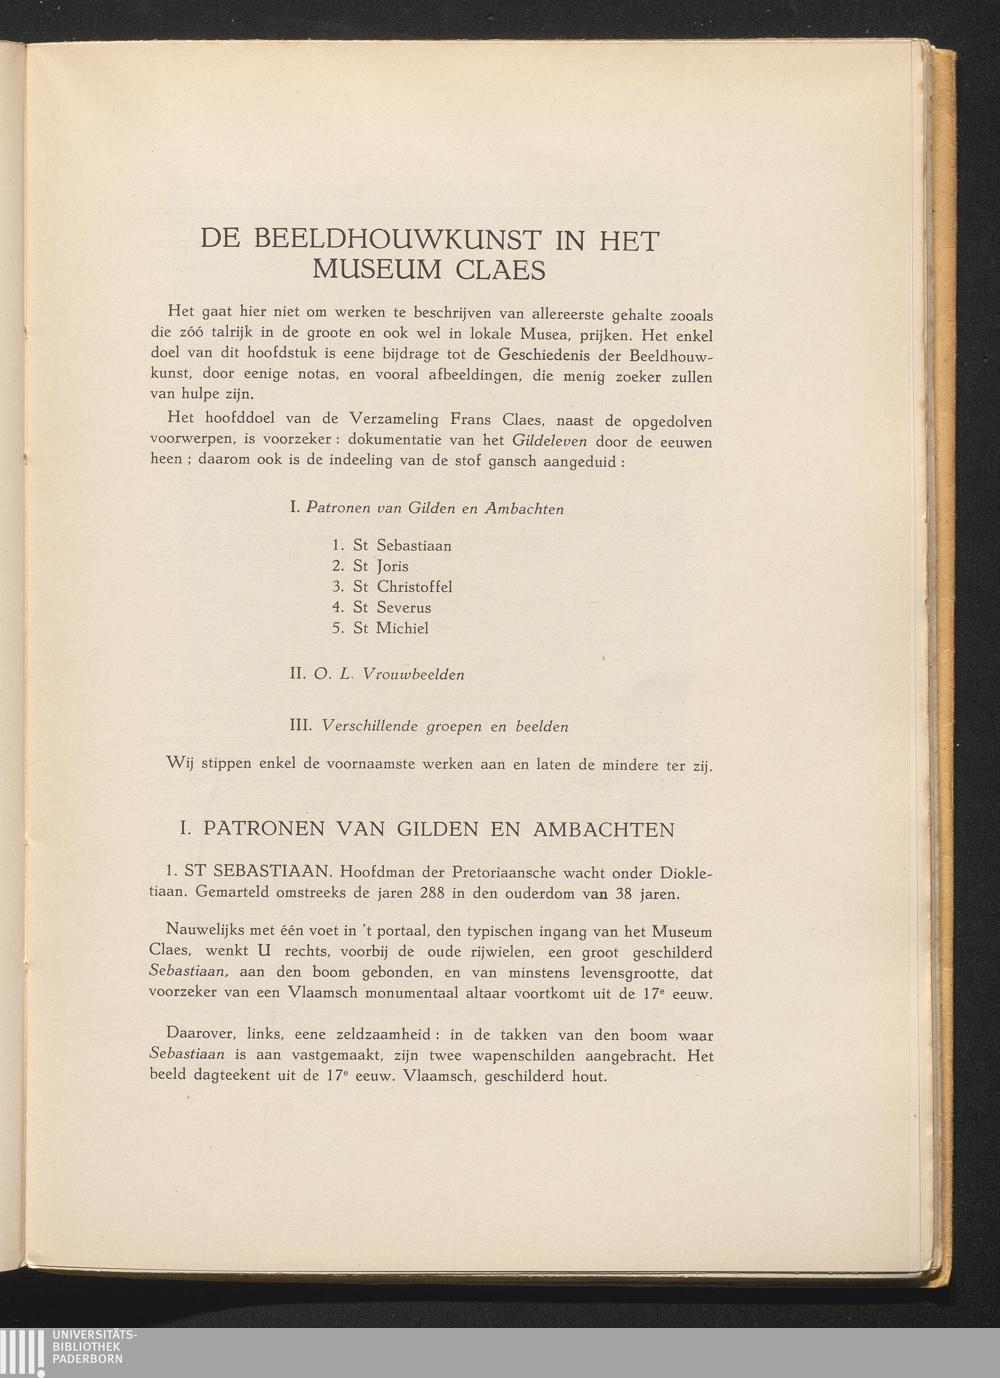 DE BEELDHOUWKUNST IN HET
MUSEUM CLAES
Het gaat hier niet om werken te beschrijven van allereerste gehalte zooals
die zóó talrijk in de groote en ook wel in lokale Musea, prijken. Het enkel
doel van dit hoofdstuk is eene bijdrage tot de Geschiedenis der Beeldhouw-
kunst, door eenige notas, en vooral afbeeldingen, die menig zoeker zullen
van hulpe zijn.
Het hoofddoel van de Verzameling Frans Claes, naast de opgedolven
voorwerpen, is voorzeker : dokumentatie van het Gildeleven door de eeuwen
heen ; daarom ook is de indeeling van de stof gansch aangeduid :
I. Patronen van Gilden en Ambachten
1. St Sebastiaan
2. St Joris
3. St Christoffel
4. St Severus
5. St Michiel
II. O. L. Vrouwbeelden
III. Verschillende groepen en beelden
Wij stippen enkel de voornaamste werken aan en laten de mindere ter zij.
I. PATRONEN VAN GILDEN EN AMBACHTEN
1. ST SEBASTIAAN. Hoofdman der Pretoriaansche wacht onder Diokle-
tiaan. Gemarteld omstreeks de jaren 288 in den ouderdom van 38 jaren.
Nauwelijks met één voet in 't portaal, den typischen ingang van het Museum
Claes, wenkt U rechts, voorbij de oude rijwielen, een groot geschilderd
Sebastiaan, aan den boom gebonden, en van minstens levensgrootte, dat
voorzeker van een Vlaamsch monumentaal altaar voortkomt uit de 17e eeuw.
Daarover, links, eene zeldzaamheid : in de takken van den boom waar
Sebastiaan is aan vastgemaakt, zijn twee wapenschilden aangebracht. Het
beeld dagteekent uit de 17e eeuw. Vlaamsch, geschilderd hout.
UNIVERSITÄTS-
BIBLIOTHEK
PADERBORN